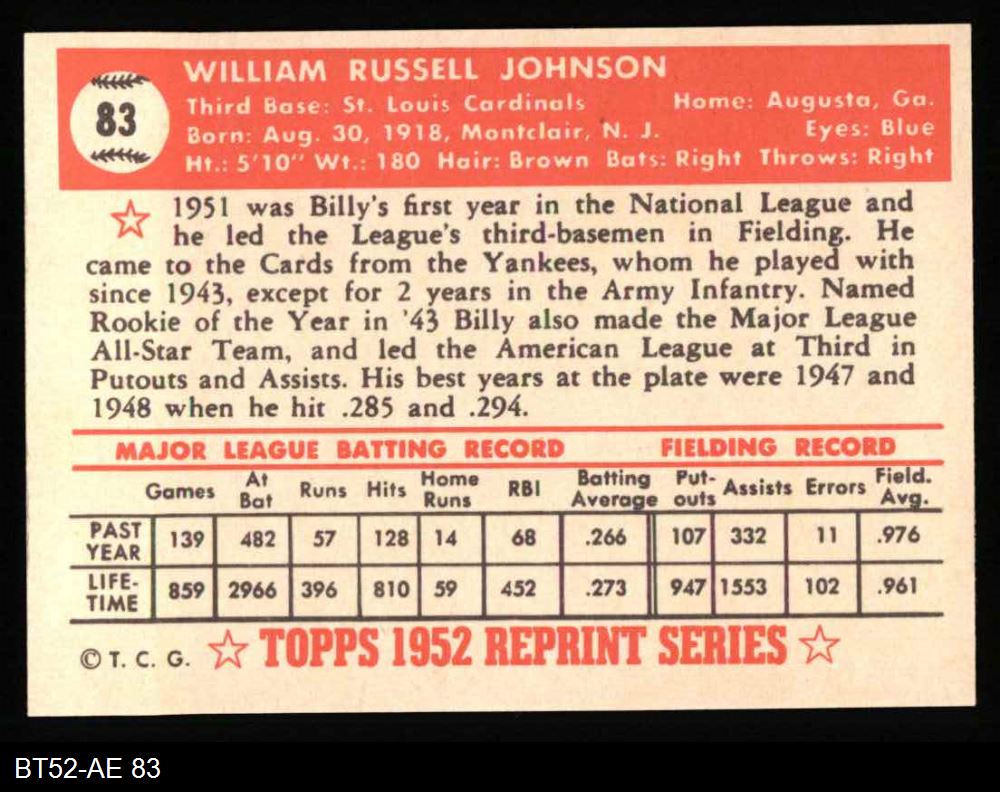 WILLIAM RUSSELL JOHNSON
83
Third Base: St. Louis Cardinals Home: Augusta, Ga.
Born: Aug. 30, 1918, Montclair, N. J. Eyes: Blue
Ht.: 5'10" Wt.: 180 Hair: Brown Bats: Right Throws: Right
1951 was Billy's first year in the National League and
he led the League's third-basemen in Fielding. He
came to the Cards from the Yankees, whom he played with
since 1943, except for 2 years in the Army Infantry. Named
Rookie of the Year in '43 Billy also made the Major League
All-Star Team, and led the American League at Third in
Putouts and Assists. His best years at the plate were 1947 and
1948 when he hit .285 and .294.
MAJOR LEAGUE BATTING RECORD FIELDING RECORD
Games At Bat Runs Hits Home Runs RBI Batting Average Put-outs Assists Errors Field. Avg.
PAST YEAR 139 482 57 128 14 68 .266 107 332 11 .976
LIFE-TIME 859 2966 396 810 59 452 .273 947 1553 102 .961
© T. C. G. ☆ TOPPS 1952 REPRINT SERIES ☆
BT52-AE 83